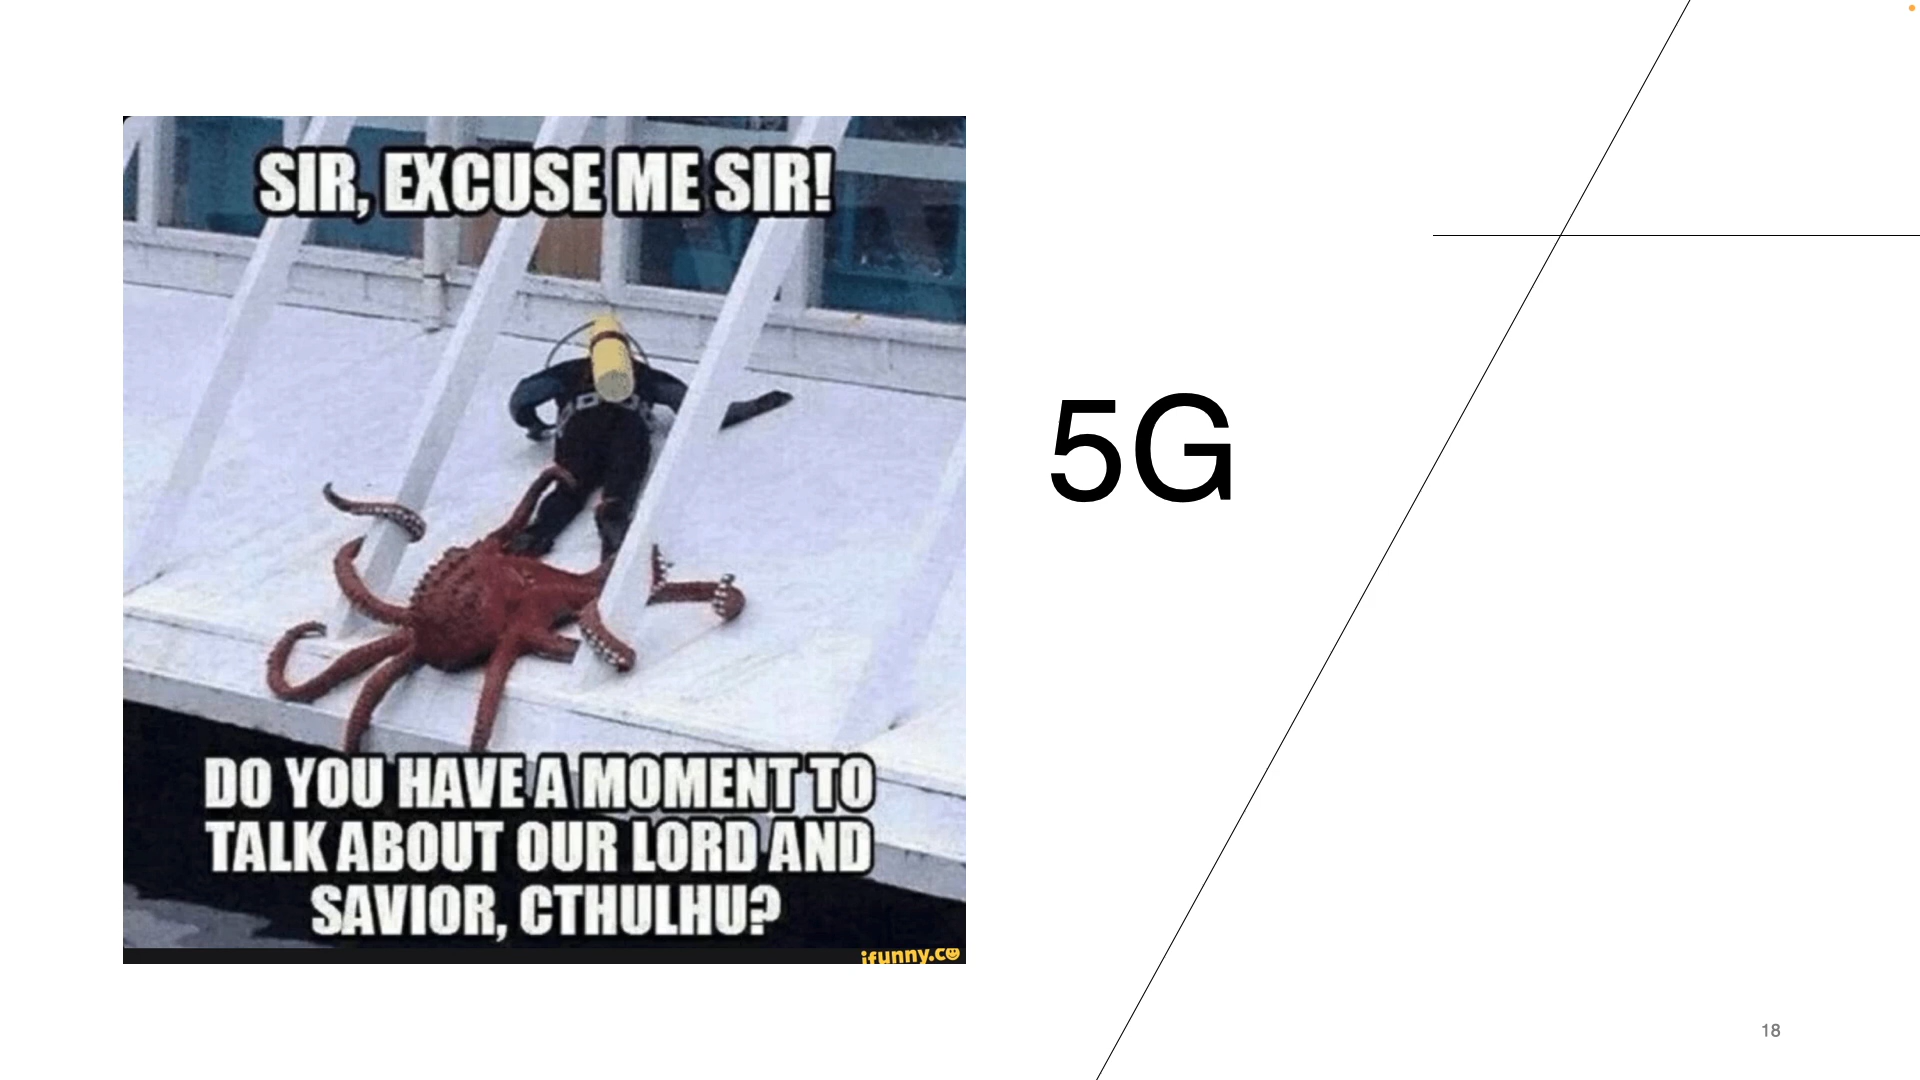 SIR, EXCUSE ME SIR!
DO YOU HAVE A MOMENT TO
TALK ABOUT OUR LORD AND
SAVIOR, CTHULHU?
ifunny.co
5G
18